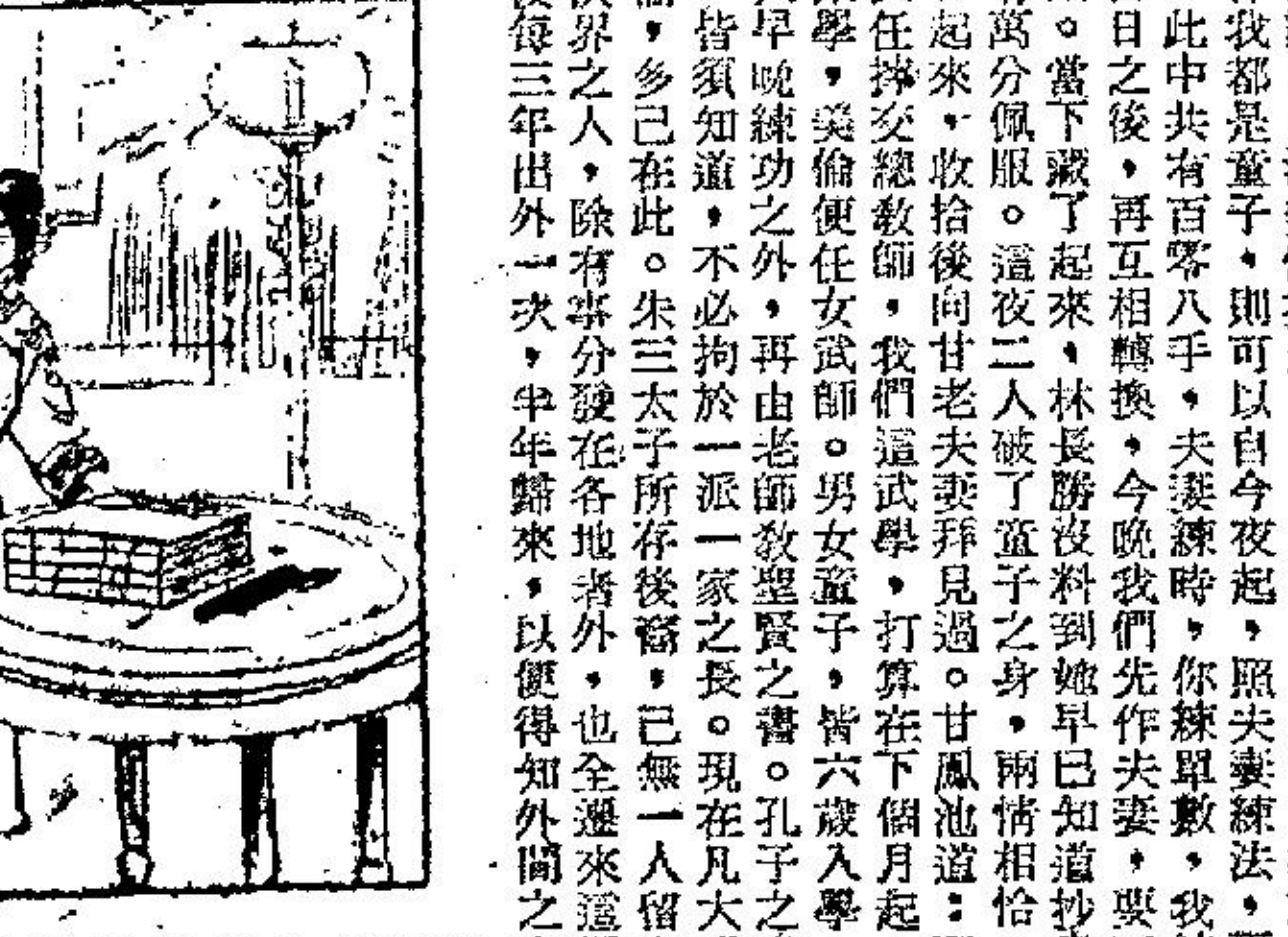 我都是童子，則可以自今夜起，照夫妻練法，
此中共有百零八手，夫妻練時，你練單數，我
日之後，再互相轉換，今晚我們先作夫妻，要
。當下藏了起來，林長勝沒料到她早已知道抄
萬分佩服。這夜二人破了童子之身，兩情相恰
起來，收拾後向甘老夫妻拜見過。甘鳳池道：
任擇交總教師，我們這武學，打算在下個月起
學，美倫便任女武師。男女童子，皆六歲入學
早晚練功之外，再由老師教聖賢之書。孔子之
皆須知道，不必拘於一派一家之長。現在凡大
，多已在此。朱三太子所存後裔，已無一人留
界之人，除有事分發在各地者外，也全遷來這
每三年出外一次，半年歸來，以便得知外間之